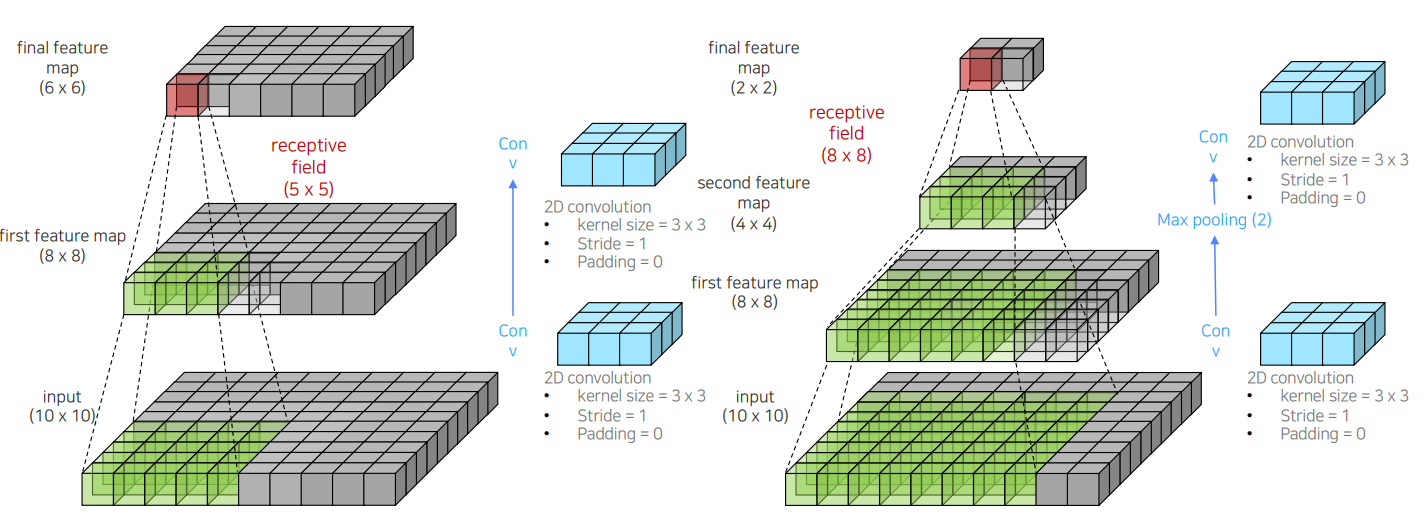 final feature
map
(6 x 6)
receptive
field
(5 x 5)
first feature map
(8 x 8)
input
(10 x 10)
Con
v
2D convolution
• kernel size = 3 x 3
• Stride = 1
• Padding = 0
Con
v
2D convolution
• kernel size = 3 x 3
• Stride = 1
• Padding = 0
final feature
map
(2 x 2)
receptive
field
(8 x 8)
second feature
map
(4 x 4)
first feature map
(8 x 8)
input
(10 x 10)
Con
v
2D convolution
• kernel size = 3 x 3
• Stride = 1
• Padding = 0
Max pooling (2)
Con
v
2D convolution
• kernel size = 3 x 3
• Stride = 1
• Padding = 0